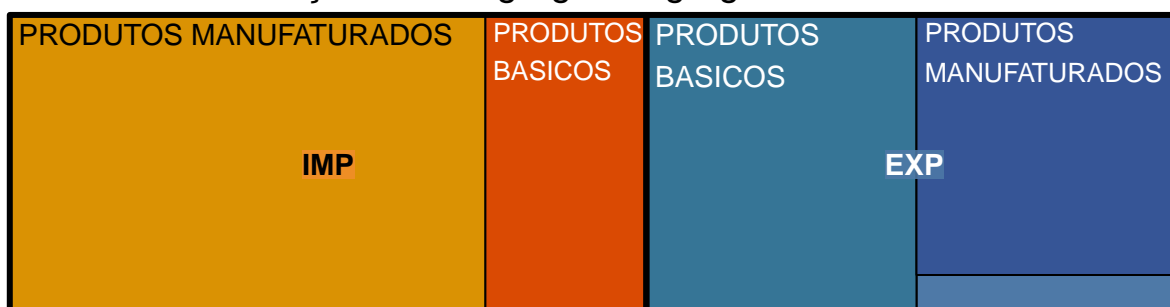 PRODUTOS MANUFATURADOS
PRODUTOS
BASICOS
IMP
PRODUTOS
BASICOS
PRODUTOS
MANUFATURADOS
EXP